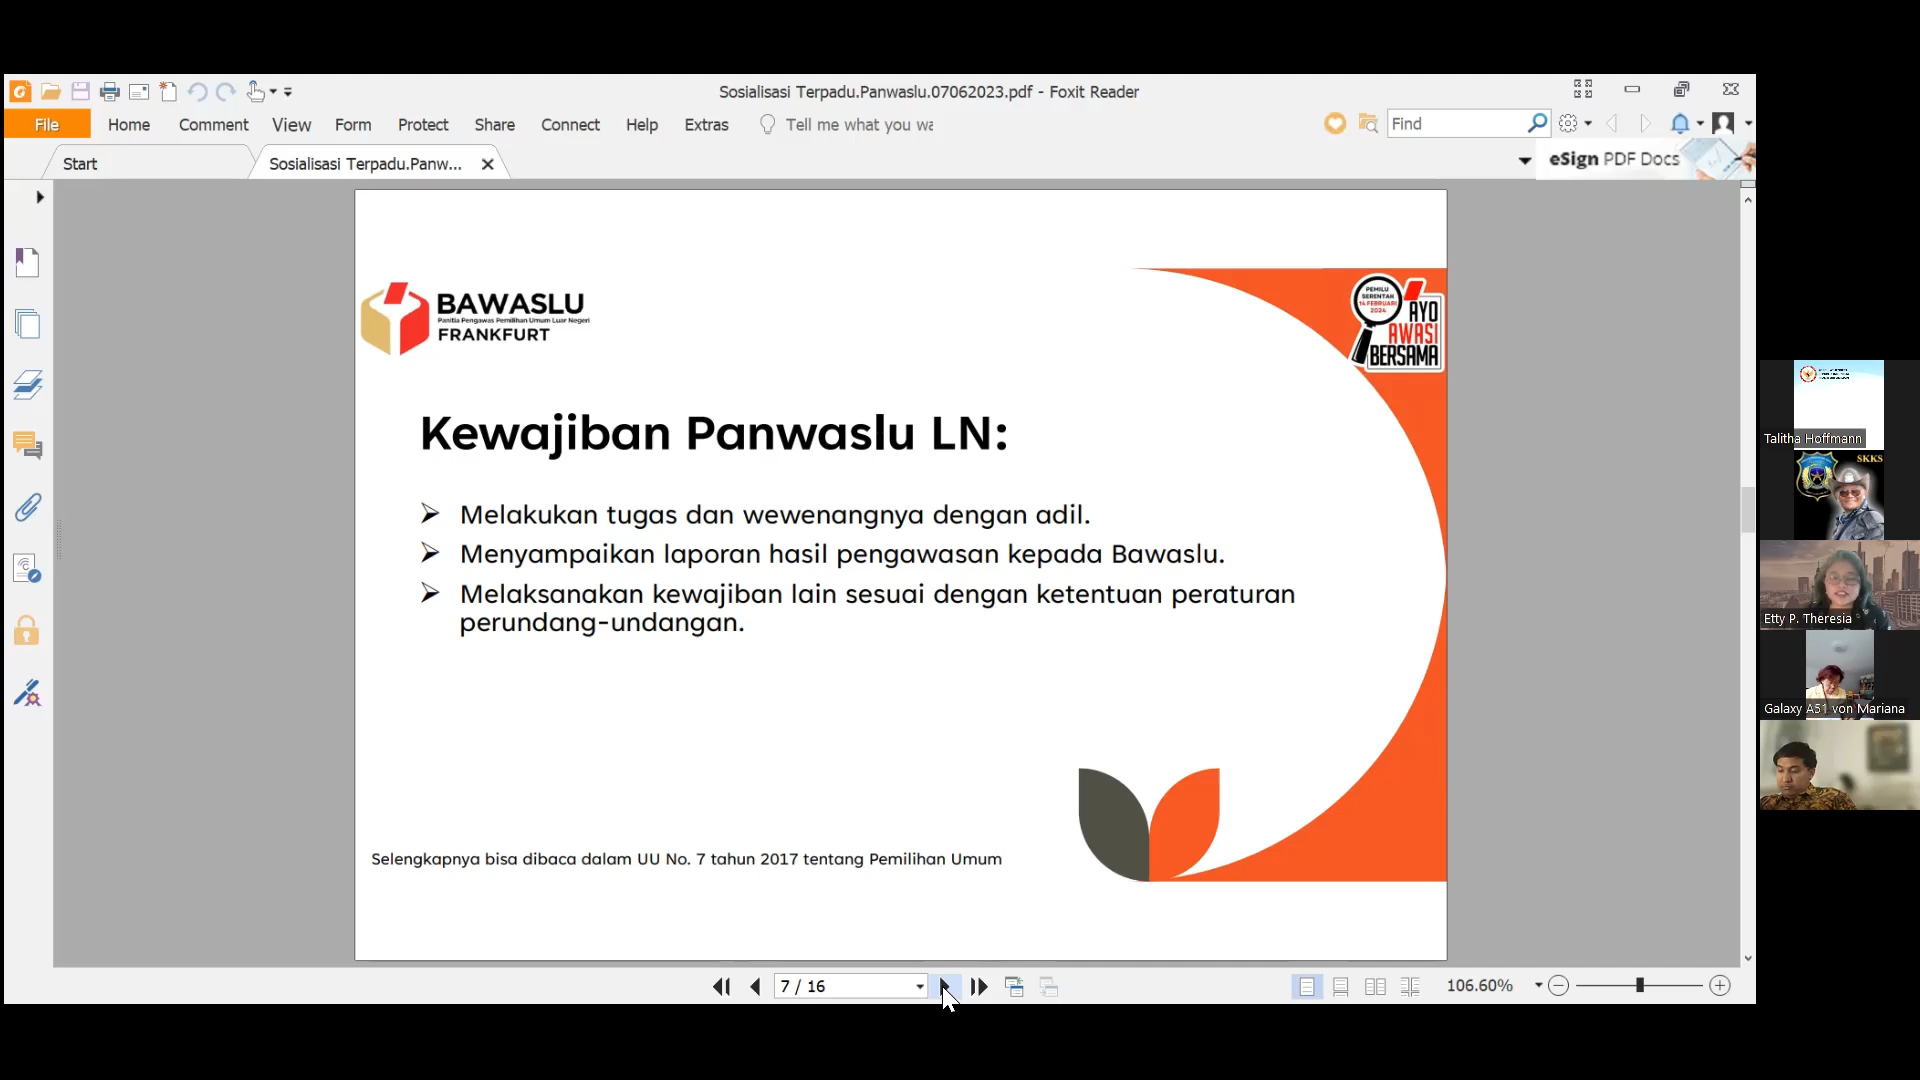 Sosialisasi Terpadu.Panwaslu.07062023.pdf - Foxit Reader
File Home Comment View Form Protect Share Connect Help Extras Tell me what you wa Find
Start Sosialisasi Terpadu.Panw... eSign PDF Docs
BAWASLU
Panitia Pengawas Pemilihan Umum Luar Negeri
FRANKFURT
PEMILU
SERENTAK
14 FEBRUARI
2024
AYO
AWASI
BERSAMA
Kewajiban Panwaslu LN:
Melakukan tugas dan wewenangnya dengan adil.
Menyampaikan laporan hasil pengawasan kepada Bawaslu.
Melaksanakan kewajiban lain sesuai dengan ketentuan peraturan
perundang-undangan.
Selengkapnya bisa dibaca dalam UU No. 7 tahun 2017 tentang Pemilihan Umum
7 / 16
106.60%
Talitha Hoffmann
SKKS
Etty P. Theresia
Galaxy A51 von Mariana